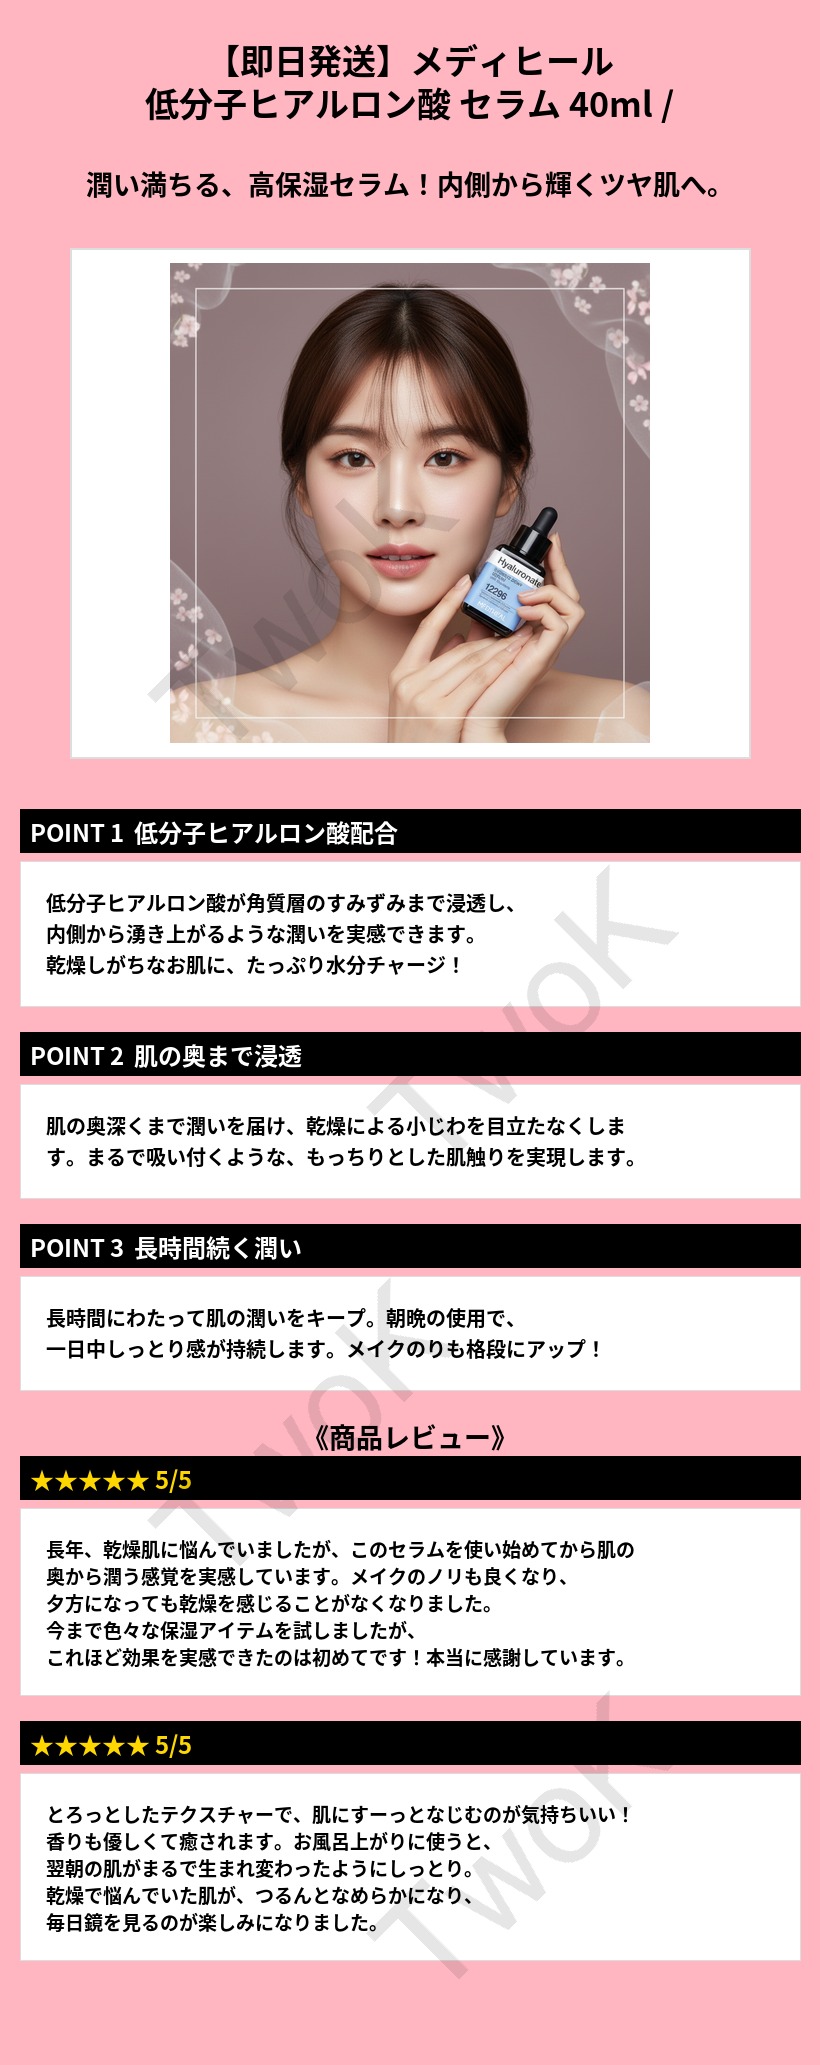 【即日発送】メディヒール
低分子ヒアルロン酸 セラム 40ml /
潤い満ちる、高保湿セラム！内側から輝くツヤ肌へ。
Hyaluronate
12296
TwoK
POINT 1 低分子ヒアルロン酸配合
低分子ヒアルロン酸が角質層のすみずみまで浸透し、
内側から湧き上がるような潤いを実感できます。
乾燥しがちなお肌に、たっぷり水分チャージ！
TwoK
POINT 2 肌の奥まで浸透
肌の奥深くまで潤いを届け、乾燥による小じわを目立たなくしま
す。まるで吸い付くような、もっちりとした肌触りを実現します。
POINT 3 長時間続く潤い
長時間にわたって肌の潤いをキープ。朝晩の使用で、
一日中しっとり感が持続します。メイクのりも格段にアップ！
TwoK
《商品レビュー》
★★★★★ 5/5
長年、乾燥肌に悩んでいましたが、このセラムを使い始めてから肌の
奥から潤う感覚を実感しています。メイクのノリも良くなり、
夕方になっても乾燥を感じることがなくなりました。
今まで色々な保湿アイテムを試しましたが、
これほど効果を実感できたのは初めてです！本当に感謝しています。
★★★★★ 5/5
とろっとしたテクスチャーで、肌にすーっとなじむのが気持ちいい！
香りも優しくて癒されます。お風呂上がりに使うと、
翌朝の肌がまるで生まれ変わったようにしっとり。
乾燥で悩んでいた肌が、つるんとなめらかになり、
毎日鏡を見るのが楽しみになりました。
TwoK